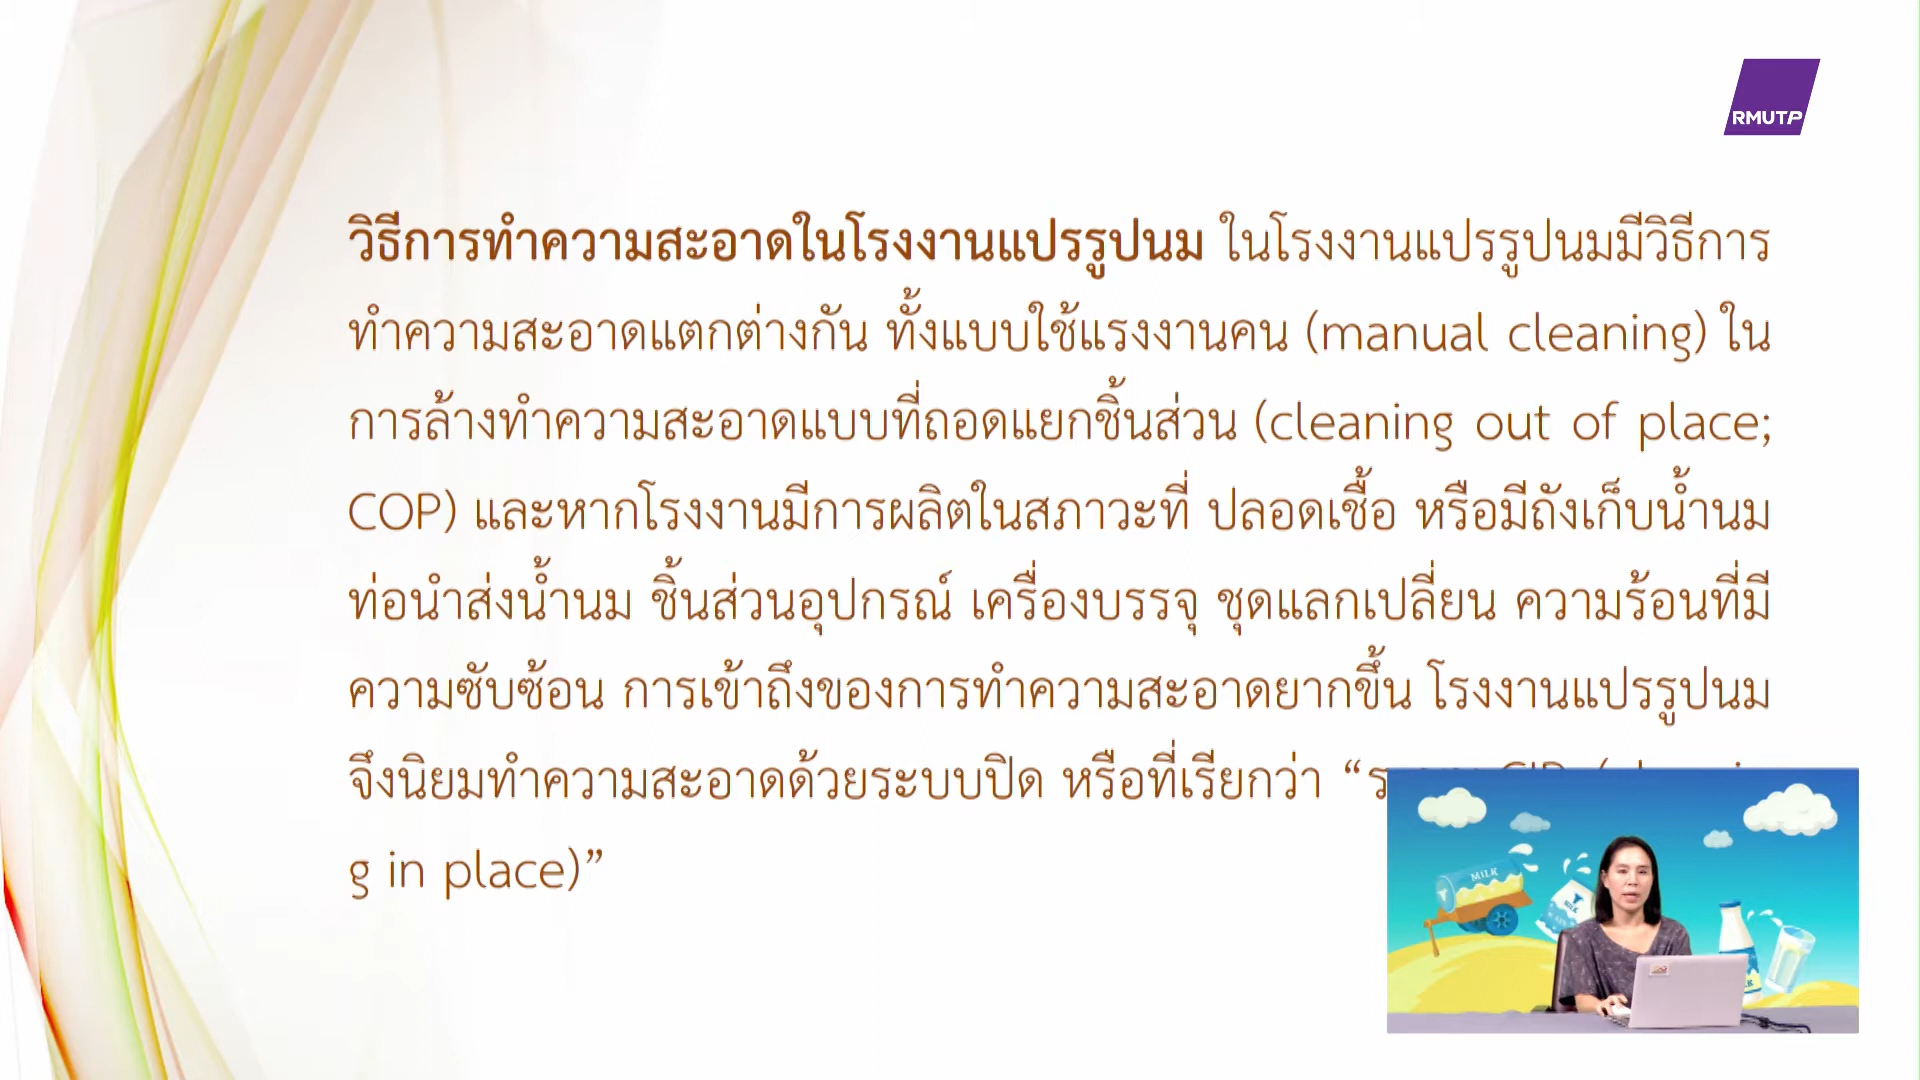 RMUTP
วิธีการทำความสะอาดในโรงงานแปรรูปนม ในโรงงานแปรรูปนมมีวิธีการ
ทำความสะอาดแตกต่างกัน ทั้งแบบใช้แรงงานคน (manual cleaning) ใน
การล้างทำความสะอาดแบบที่ถอดแยกชิ้นส่วน (cleaning out of place;
COP) และหากโรงงานมีการผลิตในสภาวะที่ ปลอดเชื้อ หรือมีถังเก็บน้ำนม
ท่อนำส่งน้ำนม ชิ้นส่วนอุปกรณ์ เครื่องบรรจุ ชุดแลกเปลี่ยน ความร้อนที่มี
ความซับซ้อน การเข้าถึงของการทำความสะอาดยากขึ้น โรงงานแปรรูปนม
จึงนิยมทำความสะอาดด้วยระบบปิด หรือที่เรียกว่า “
g in place)”
MILK